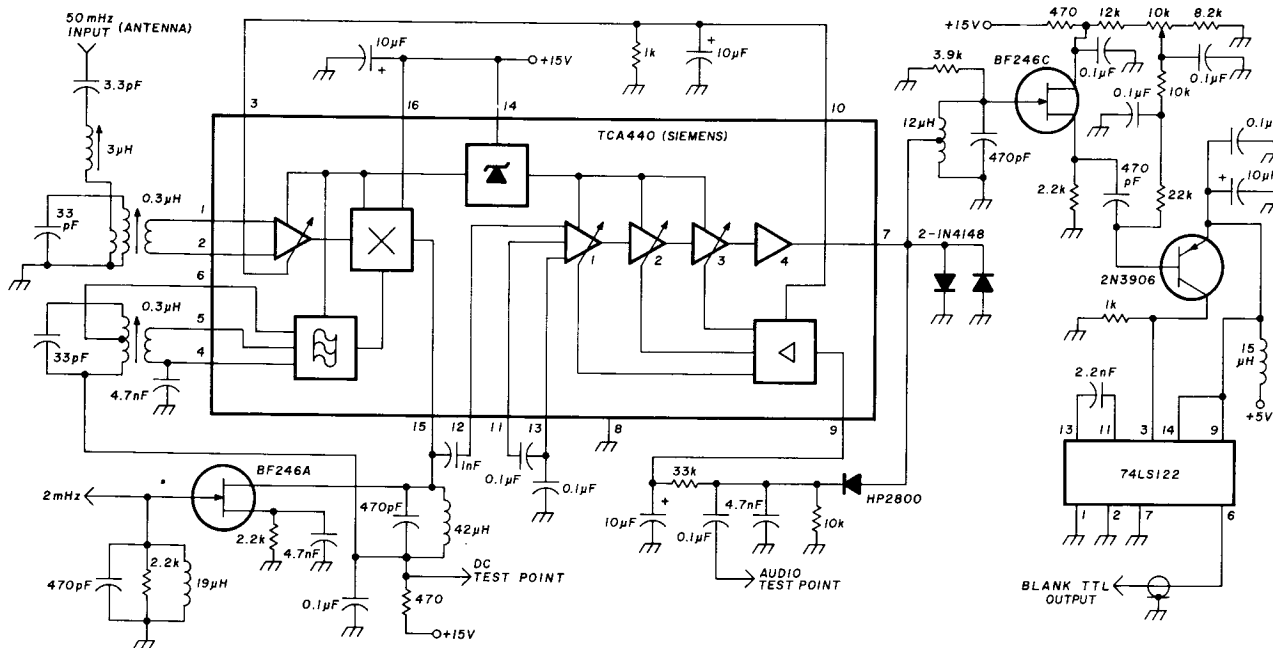 50 mHz
INPUT (ANTENNA)
3.3pF
3µH
33
pF
0.3µH
1
2
6
0.3µH
5
4
33pF
4.7nF
10µF
+
3
16
14
+15V
1k
+
10µF
10
TCA440 (SIEMENS)
1
2
3
4
7
15
12
11
13
8
9
1nF
0.1µF
0.1µF
2mHz
BF246A
470pF
2.2k
19µH
2.2k
4.7nF
470pF
42µH
DC
TEST POINT
0.1µF
470
+15V
+
10µF
33k
0.1µF
4.7nF
10k
HP2800
AUDIO
TEST POINT
2-1N4148
3.9k
12µH
470pF
BF246C
+15V
470
12k
10k
8.2k
0.1µF
0.1µF
10k
0.1µF
470
pF
2.2k
22k
0.1µ
+
10µ
2N3906
1k
15
µH
+5V
2.2nF
13
11
3
14
9
74LS122
1
2
7
6
BLANK TTL
OUTPUT